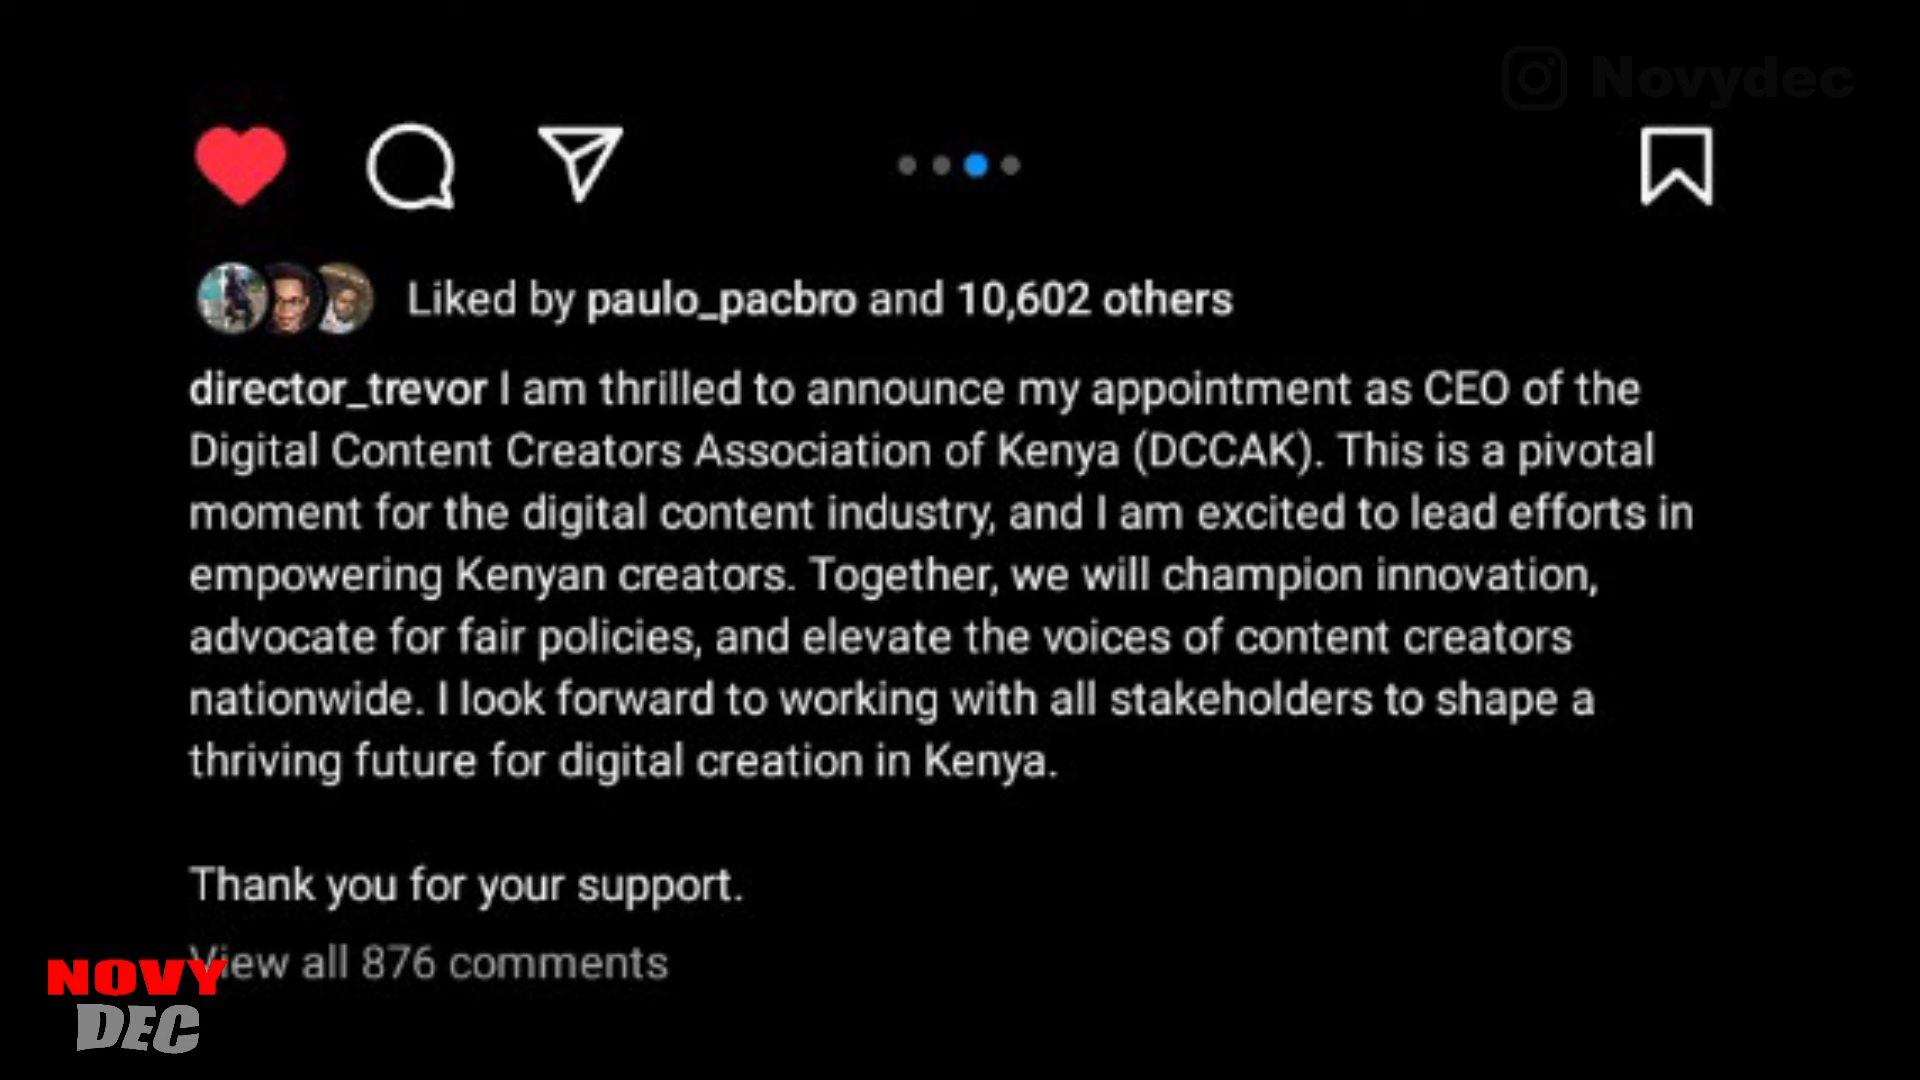 Novydec
Liked by paulo_pacbro and 10,602 others
director_trevor I am thrilled to announce my appointment as CEO of the
Digital Content Creators Association of Kenya (DCCAK). This is a pivotal
moment for the digital content industry, and I am excited to lead efforts in
empowering Kenyan creators. Together, we will champion innovation,
advocate for fair policies, and elevate the voices of content creators
nationwide. I look forward to working with all stakeholders to shape a
thriving future for digital creation in Kenya.
Thank you for your support.
View all 876 comments
NOVY
DEC